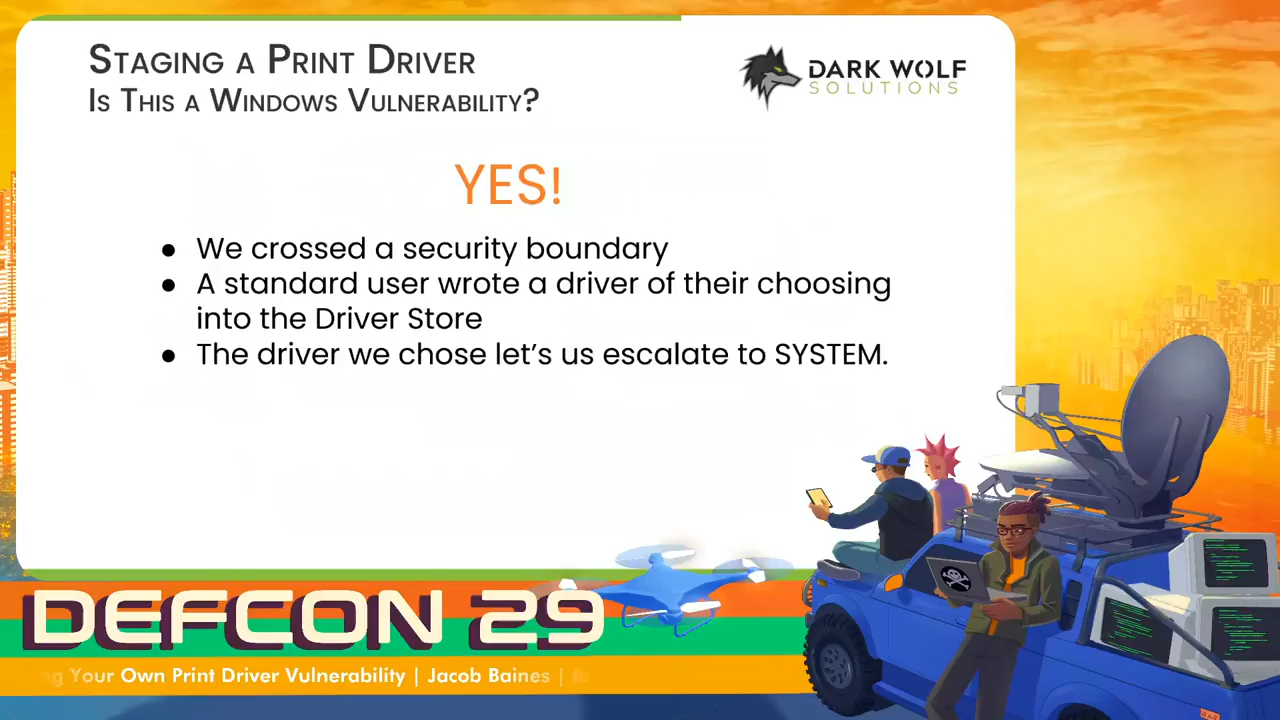 Staging a Print Driver
Is This a Windows Vulnerability?
DARK WOLF
SOLUTIONS
YES!
● We crossed a security boundary
● A standard user wrote a driver of their choosing
into the Driver Store
● The driver we chose let's us escalate to SYSTEM.
DEFCON 29
Your Own Print Driver Vulnerability | Jacob Baines |